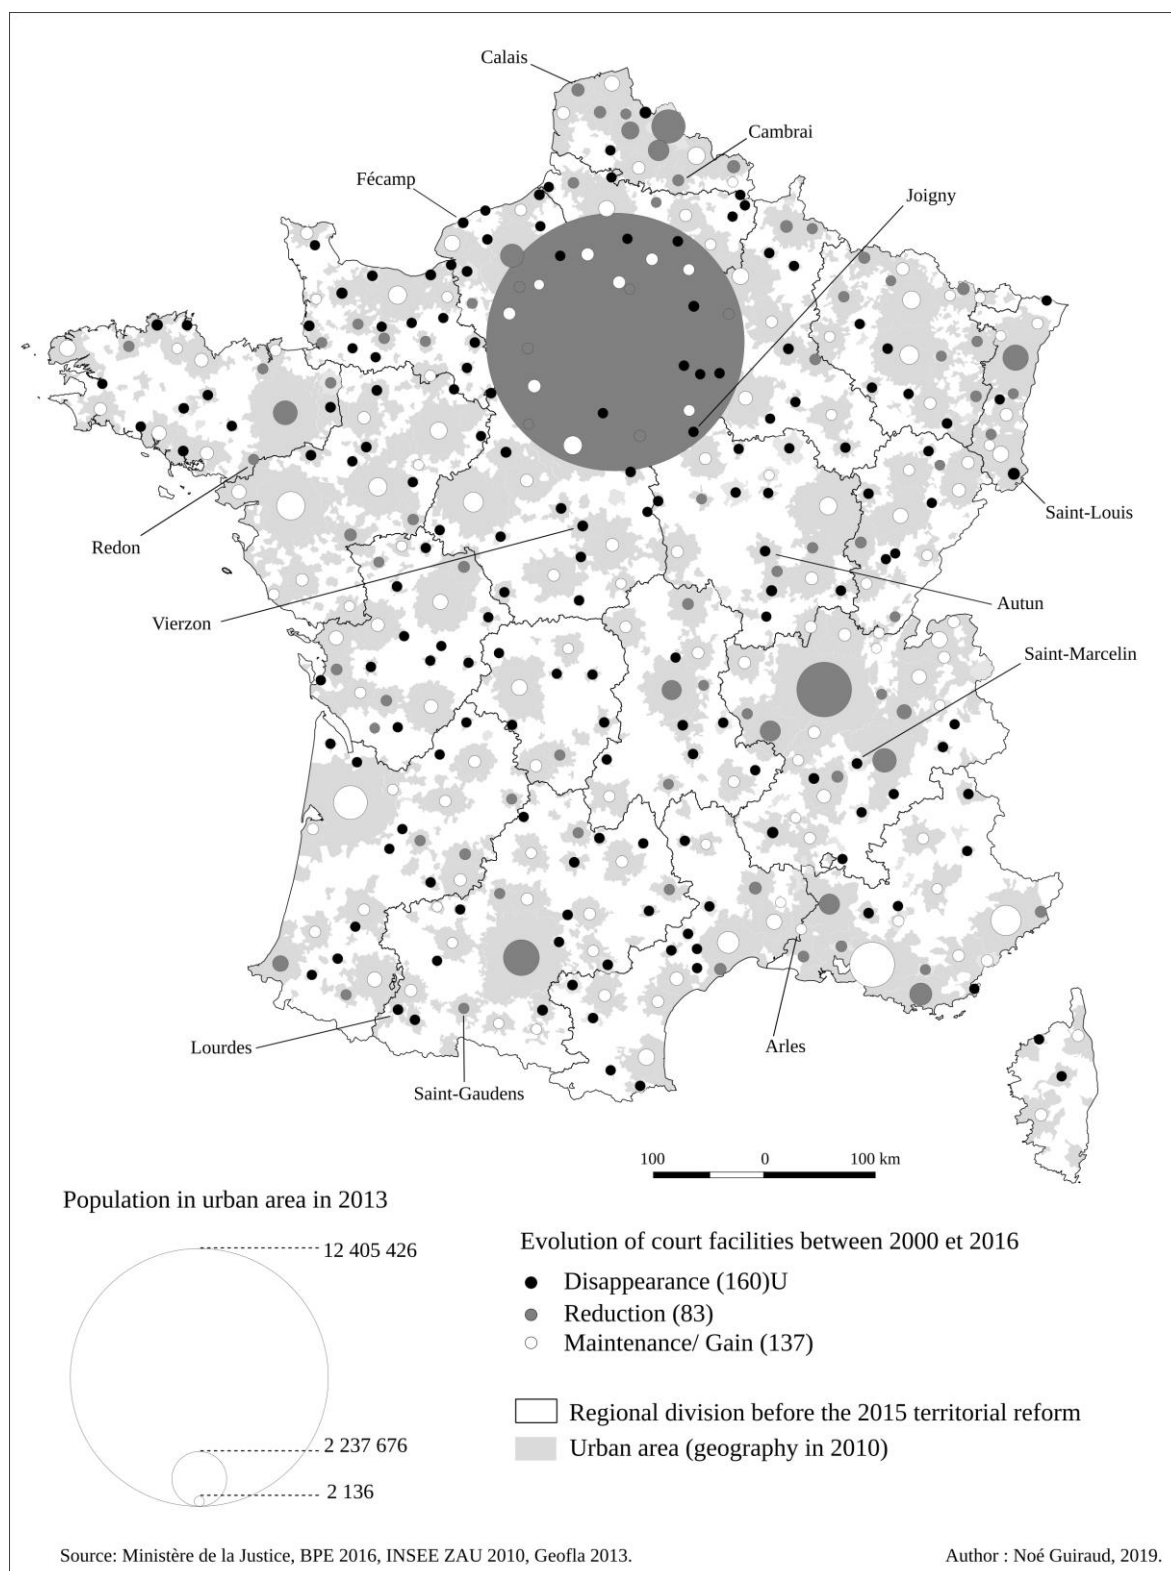 Calais
Cambrai
Fécamp
Joigny
Redon
Saint-Louis
Vierzon
Autun
Saint-Marcelin
Lourdes
Arles
Saint-Gaudens
100 0 100 km
Population in urban area in 2013
12 405 426
2 237 676
2 136
Evolution of court facilities between 2000 et 2016
Disappearance (160)U
Reduction (83)
Maintenance/ Gain (137)
Regional division before the 2015 territorial reform
Urban area (geography in 2010)
Source: Ministère de la Justice, BPE 2016, INSEE ZAU 2010, Geofla 2013.
Author : Noé Guiraud, 2019.